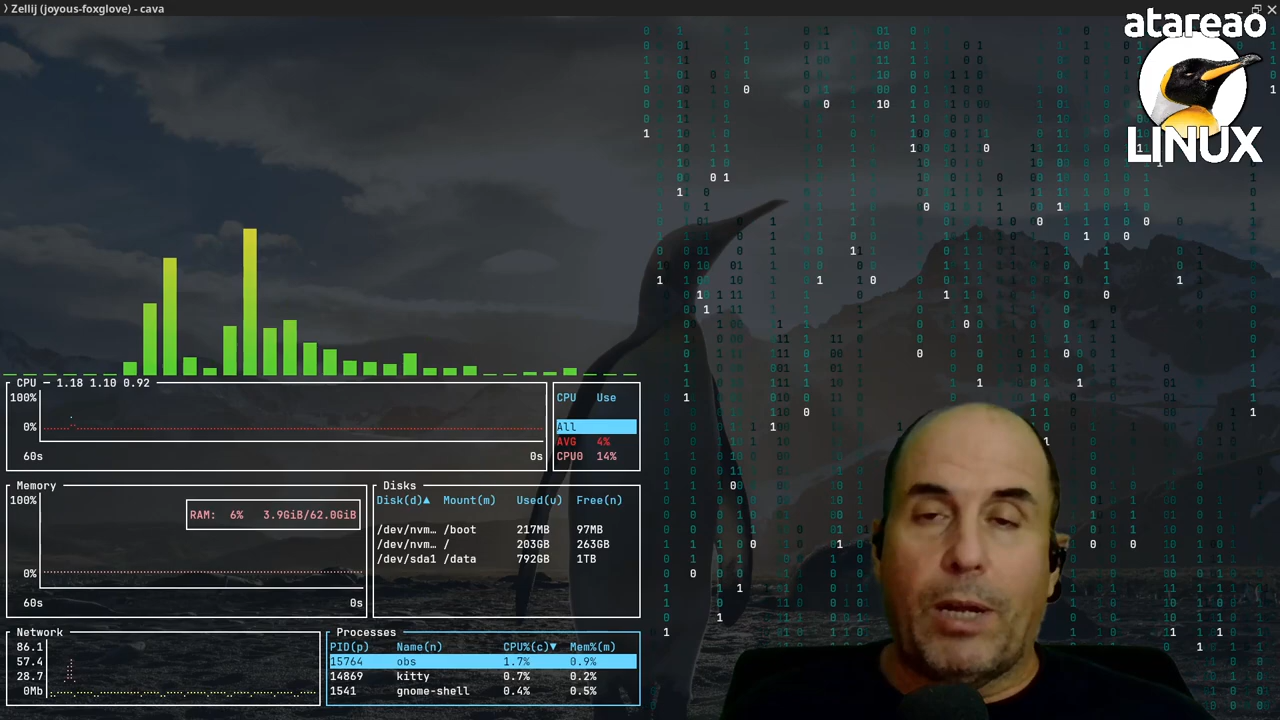 Zellij (joyous-foxglove) - cava
atareao
LINUX
CPU — 1.18 1.10 0.92
100%
0%
60s 0s
CPU Use
All
AVG 4%
CPU0 14%
Memory
100%
RAM: 6% 3.9GiB/62.0GiB
0%
60s 0s
Disks
Disk(d)▲ Mount(m) Used(u) Free(n)
/dev/nvm… /boot 217MB 97MB
/dev/nvm… / 203GB 263GB
/dev/sda1 /data 792GB 1TB
Network
86.1
57.4
28.7
0Mb
Processes
PID(p) Name(n) CPU%(c)▼ Mem%(m)
15764 obs 1.7% 0.9%
14869 kitty 0.7% 0.2%
1541 gnome-shell 0.4% 0.5%